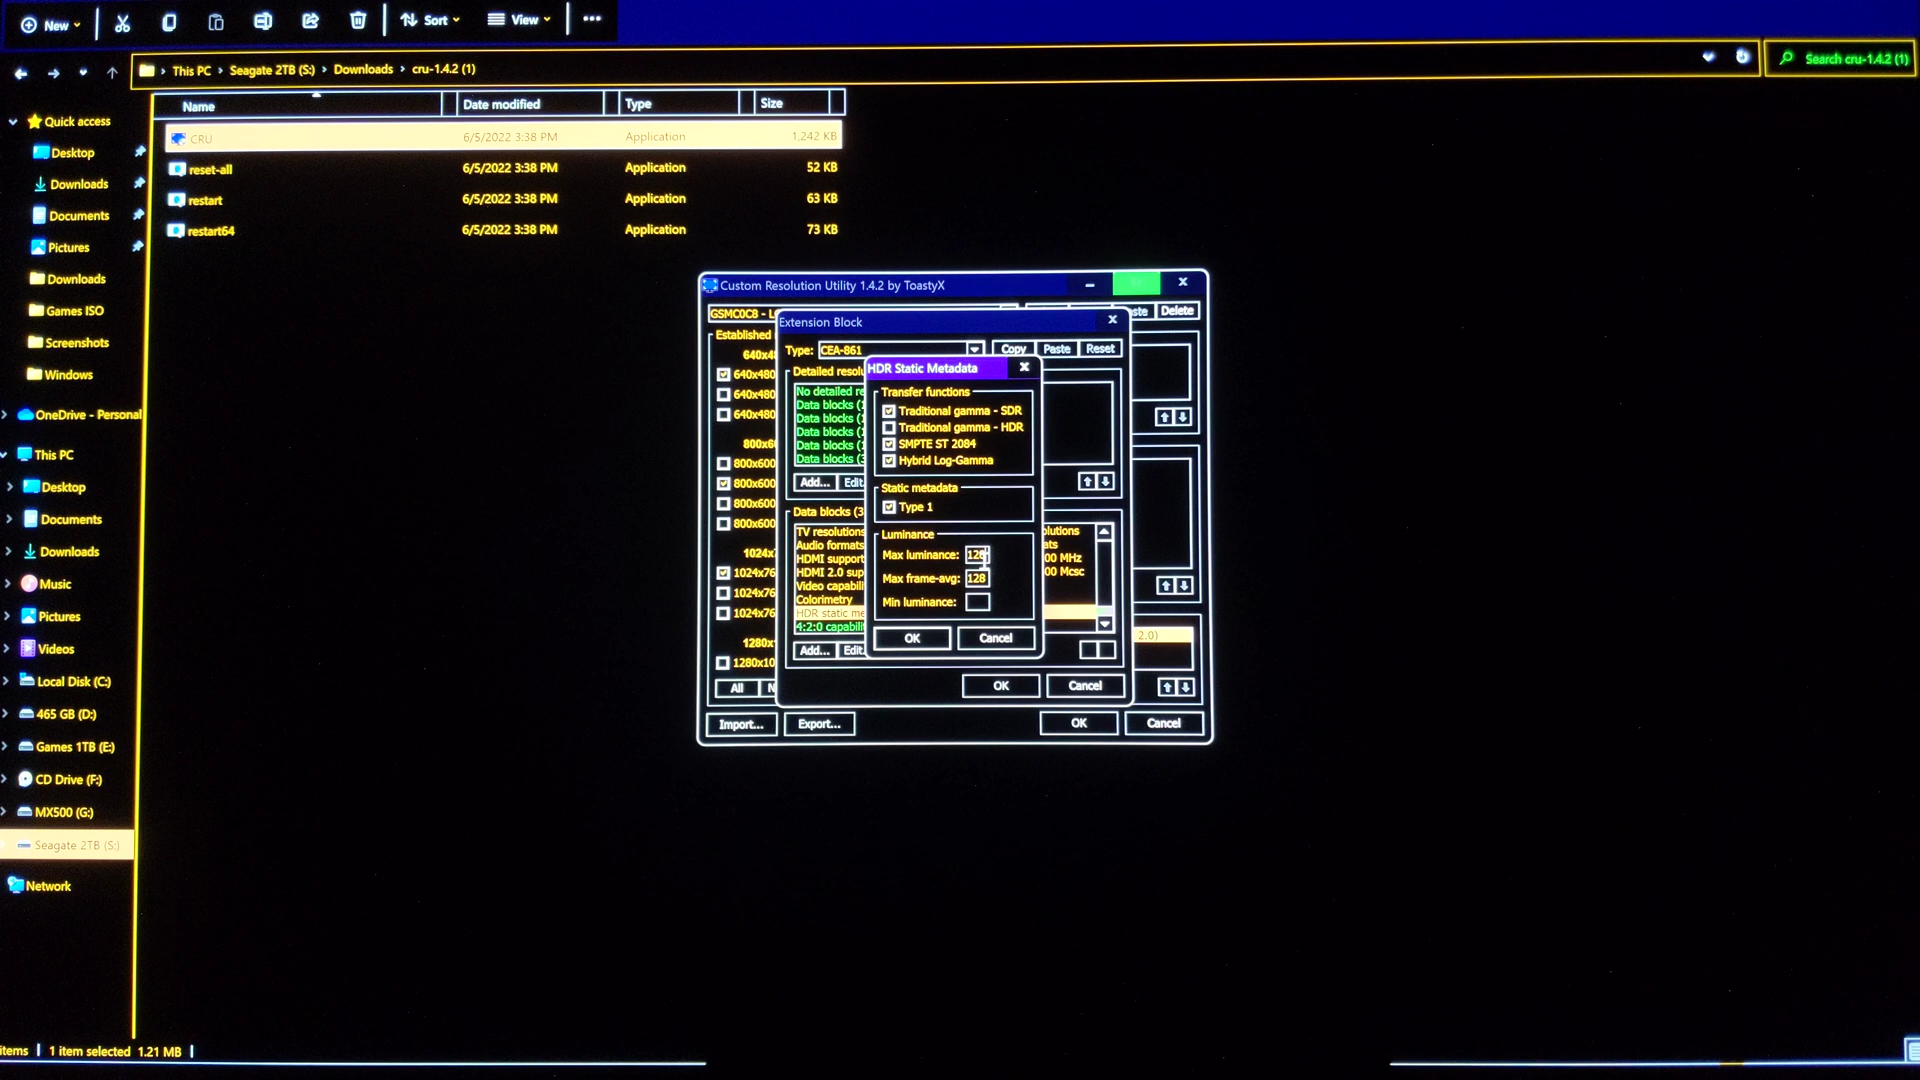 New
Sort
View
This PC > Seagate 2TB (S:) > Downloads > cru-1.4.2 (1)
Search cru-1.4.2 (1)
Name
Date modified
Type
Size
CRU 6/5/2022 3:38 PM Application 1,242 KB
reset-all 6/5/2022 3:38 PM Application 52 KB
restart 6/5/2022 3:38 PM Application 63 KB
restart64 6/5/2022 3:38 PM Application 73 KB
Quick access
Desktop
Downloads
Documents
Pictures
Downloads
Games ISO
Screenshots
Windows
OneDrive - Personal
This PC
Desktop
Documents
Downloads
Music
Pictures
Videos
Local Disk (C:)
465 GB (D:)
Games 1TB (E:)
CD Drive (F:)
MX500 (G:)
Seagate 2TB (S:)
Network
items
1 item selected 1.21 MB
Custom Resolution Utility 1.4.2 by ToastyX
GSMC0C8 - L
aste
Delete
Established
640x4
640x480
640x480
640x480
800x6
800x600
800x600
800x600
800x600
1024x7
1024x76
1024x76
1024x76
1280x
1280x10
All
N
2.0)
Import...
Export...
OK
Cancel
Extension Block
Type: CEA-861
Copy
Paste
Reset
Detailed resolu
No detailed re
Data blocks (
Data blocks (
Data blocks (
Data blocks (
Data blocks (3
Add...
Edit.
Data blocks (3
TV resolutions
olutions
Audio formats
ats
HDMI support
00 MHz
HDMI 2.0 sup
00 Mcsc
Video capabili
Colorimetry
HDR static me
4:2:0 capabilit
Add...
Edit.
OK
Cancel
HDR Static Metadata
Transfer functions
Traditional gamma - SDR
Traditional gamma - HDR
SMPTE ST 2084
Hybrid Log-Gamma
Static metadata
Type 1
Luminance
Max luminance: 128
Max frame-avg: 128
Min luminance:
OK
Cancel